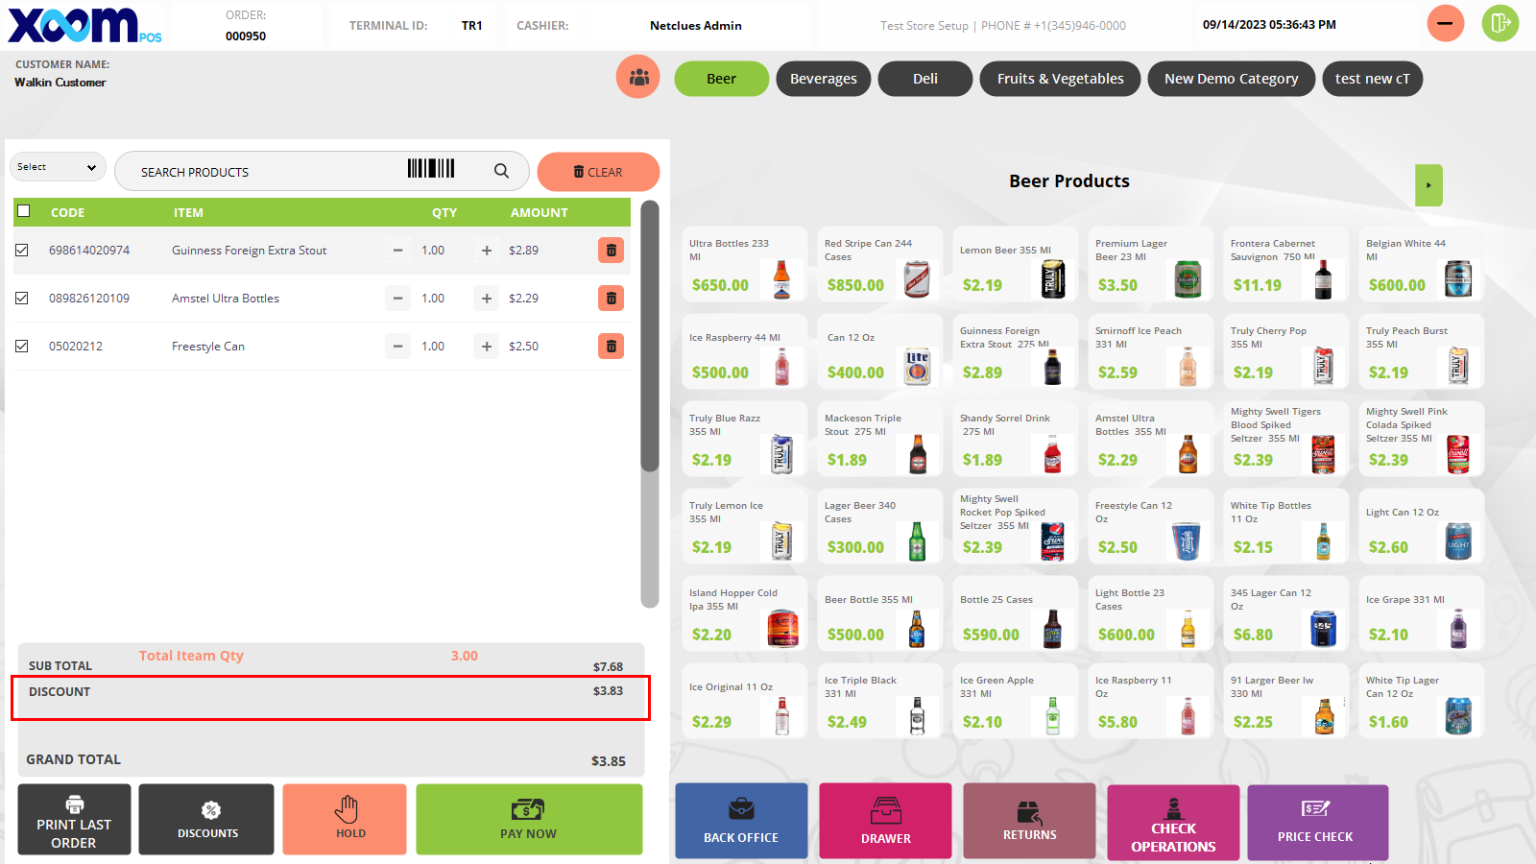 XOOM POS
ORDER:
000950
TERMINAL ID:
TR1
CASHIER:
Netclues Admin
Test Store Setup | PHONE # +1(345)946-0000
09/14/2023 05:36:43 PM
CUSTOMER NAME:
Walkin Customer
Beer
Beverages
Deli
Fruits & Vegetables
New Demo Category
test new cT
Select
SEARCH PRODUCTS
CLEAR
CODE ITEM QTY AMOUNT
698614020974 Guinness Foreign Extra Stout − 1.00 + $2.89
089826120109 Amstel Ultra Bottles − 1.00 + $2.29
05020212 Freestyle Can − 1.00 + $2.50
Total Iteam Qty 3.00
SUB TOTAL $7.68
DISCOUNT $3.83
GRAND TOTAL $3.85
PRINT LAST
ORDER
DISCOUNTS
HOLD
PAY NOW
Beer Products
Ultra Bottles 233
Ml
$650.00
Red Stripe Can 244
Cases
$850.00
Lemon Beer 355 Ml
$2.19
Premium Lager
Beer 23 Ml
$3.50
Frontera Cabernet
Sauvignon 750 Ml
$11.19
Belgian White 44
Ml
$600.00
Ice Raspberry 44 Ml
$500.00
Can 12 Oz
$400.00
Guinness Foreign
Extra Stout 275 Ml
$2.89
Smirnoff Ice Peach
331 Ml
$2.59
Truly Cherry Pop
355 Ml
$2.19
Truly Peach Burst
355 Ml
$2.19
Truly Blue Razz
355 Ml
$2.19
Mackeson Triple
Stout 275 Ml
$1.89
Shandy Sorrel Drink
275 Ml
$1.89
Amstel Ultra
Bottles 355 Ml
$2.29
Mighty Swell Tigers
Blood Spiked
Seltzer 355 Ml
$2.39
Mighty Swell Pink
Colada Spiked
Seltzer 355 Ml
$2.39
Truly Lemon Ice
355 Ml
$2.19
Lager Beer 340
Cases
$300.00
Mighty Swell
Rocket Pop Spiked
Seltzer 355 Ml
$2.39
Freestyle Can 12
Oz
$2.50
White Tip Bottles
11 Oz
$2.15
Light Can 12 Oz
$2.60
Island Hopper Cold
Ipa 355 Ml
$2.20
Beer Bottle 355 Ml
$500.00
Bottle 25 Cases
$590.00
Light Bottle 23
Cases
$600.00
345 Lager Can 12
Oz
$6.80
Ice Grape 331 Ml
$2.10
Ice Original 11 Oz
$2.29
Ice Triple Black
331 Ml
$2.49
Ice Green Apple
331 Ml
$2.10
Ice Raspberry 11
Oz
$5.80
91 Larger Beer Iw
330 Ml
$2.25
White Tip Lager
Can 12 Oz
$1.60
BACK OFFICE
DRAWER
RETURNS
CHECK
OPERATIONS
PRICE CHECK